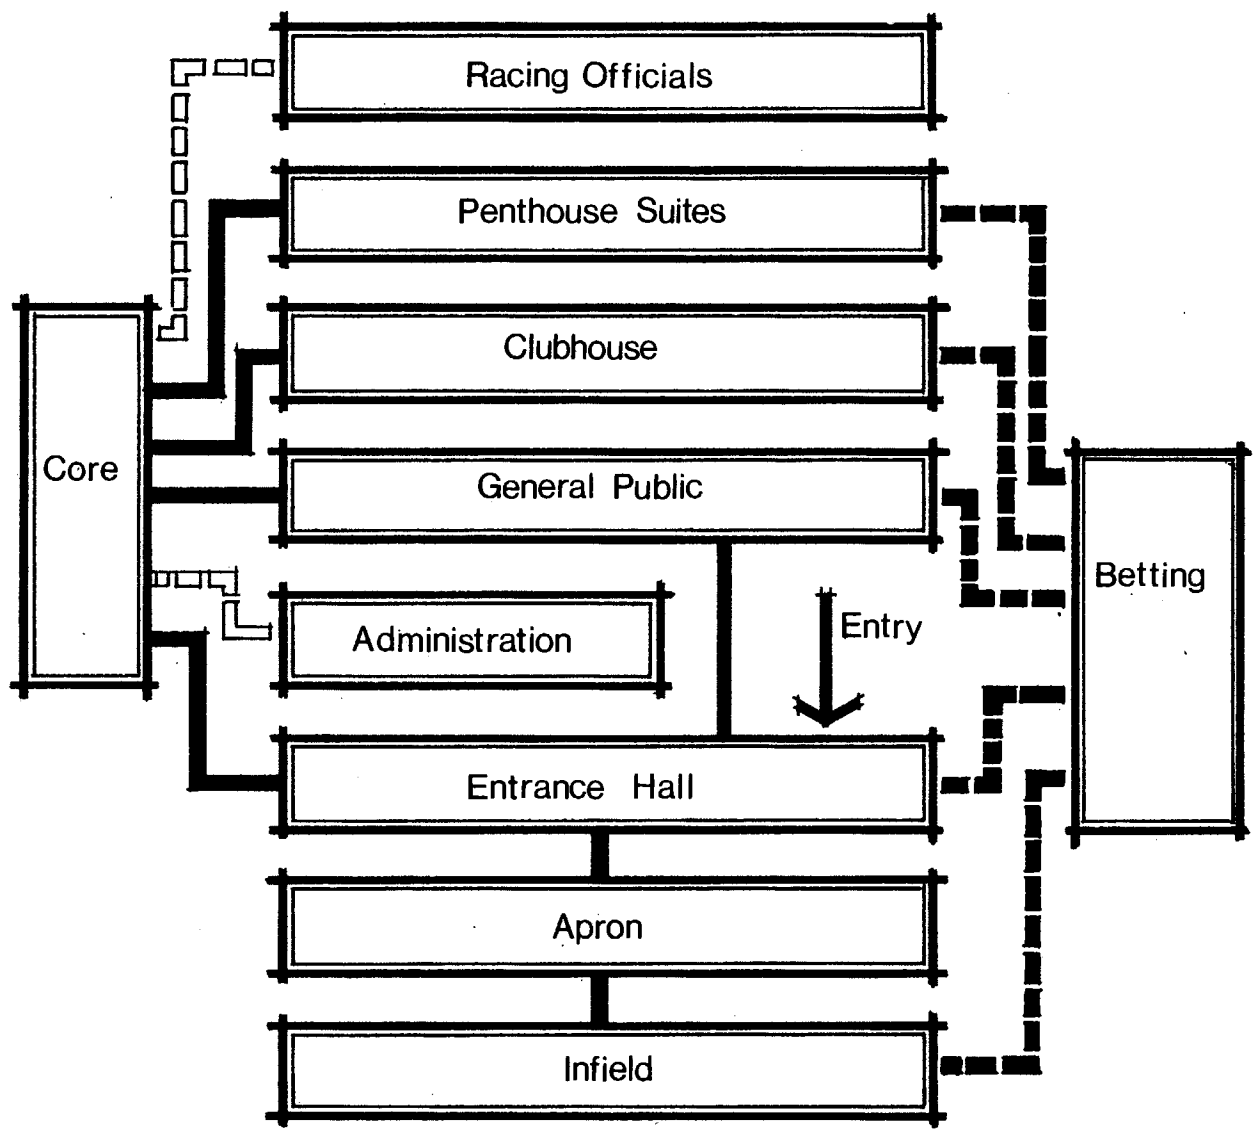 Racing Officials
Penthouse Suites
Clubhouse
Core
General Public
Betting
Administration
Entry
Entrance Hall
Apron
Infield